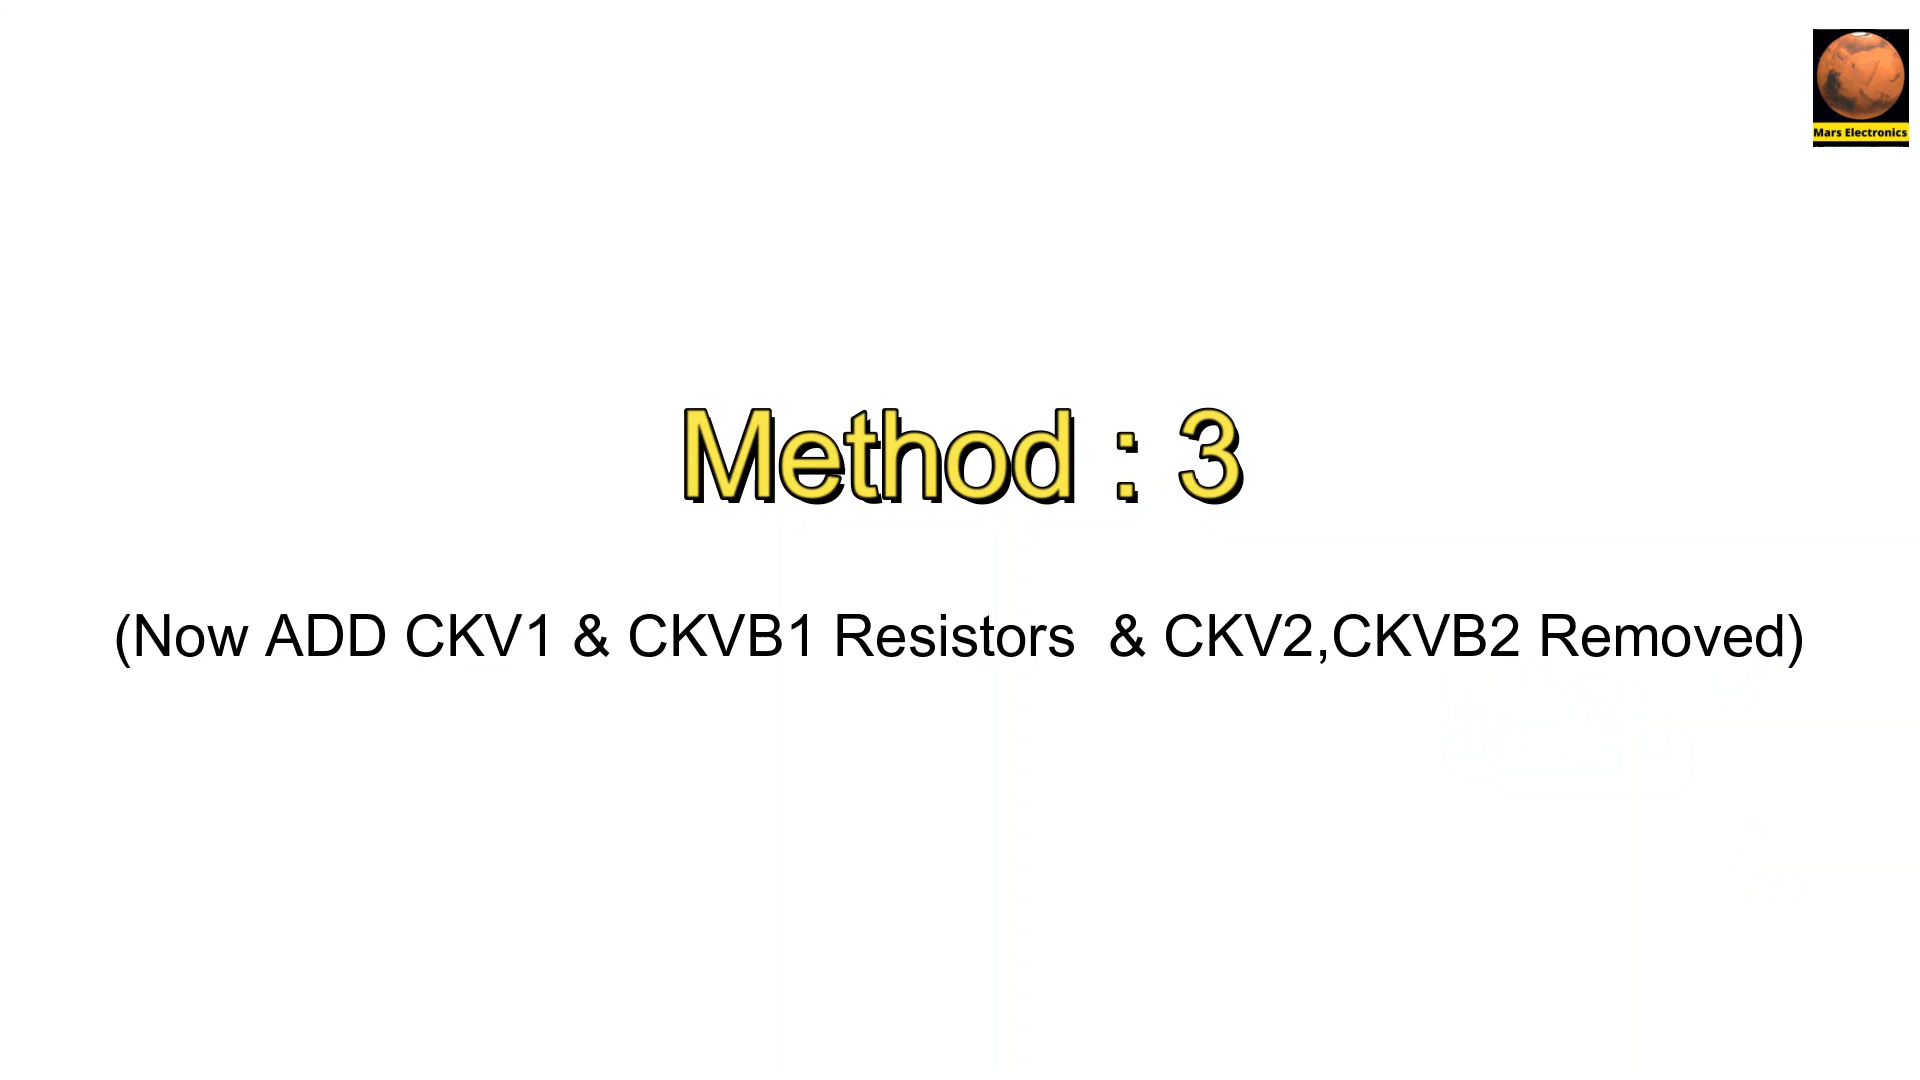 Mars Electronics
Method : 3
(Now ADD CKV1 & CKVB1 Resistors  & CKV2,CKVB2 Removed)